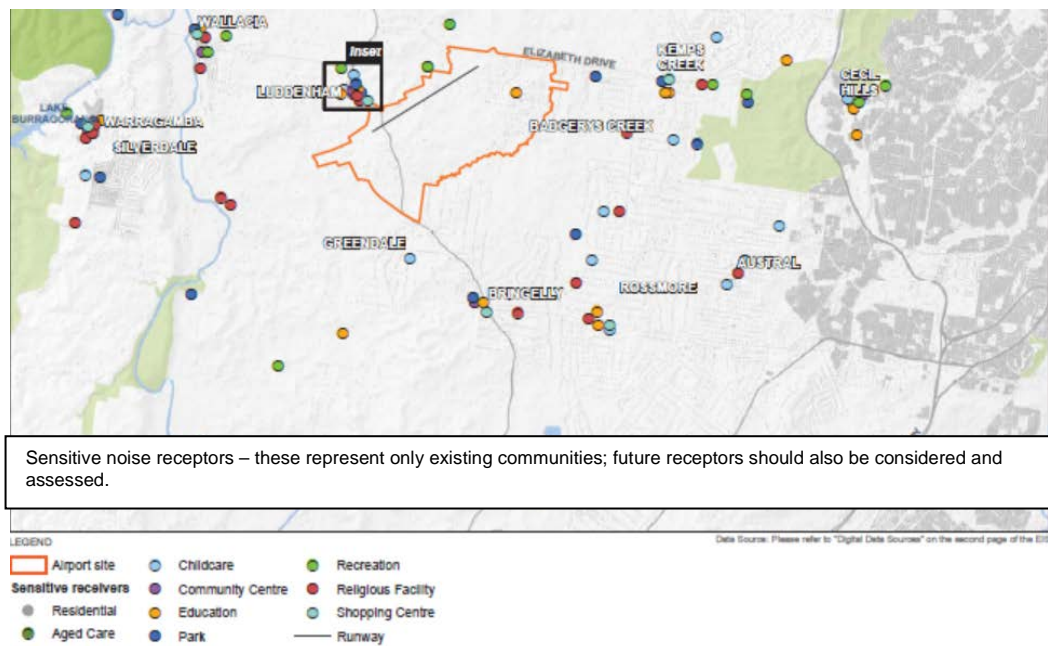 WALLACIA
Inset
ELIZABETH DRIVE
KEMPS
CREEK
CECIL
HILLS
LUDDENHAM
LAKE
BURRAGORANG
WARRAGAMBA
BADGERYS CREEK
SILVERDALE
GREENDALE
AUSTRAL
BRINGELLY
ROSSMORE
Sensitive noise receptors – these represent only existing communities; future receptors should also be considered and
assessed.
LEGEND
Data Source: Please refer to "Digital Data Sources" on the second page of the EIS
Airport site
Childcare
Recreation
Sensitive receivers
Community Centre
Religious Facility
Residential
Education
Shopping Centre
Aged Care
Park
Runway